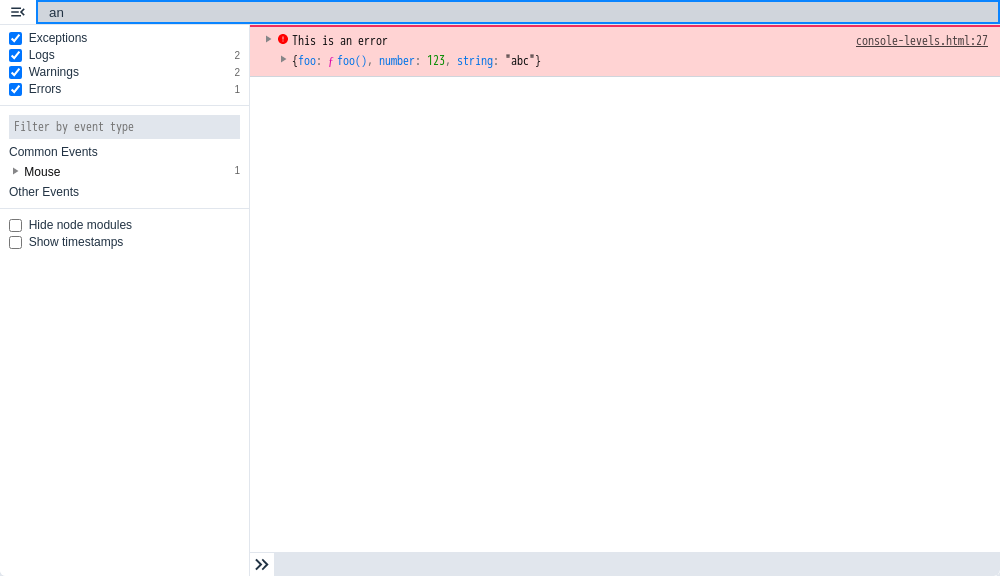 an
Exceptions
Logs 2
Warnings 2
Errors 1
Filter by event type
Common Events
Mouse 1
Other Events
Hide node modules
Show timestamps
This is an error console-levels.html:27
{foo: ƒ foo(), number: 123, string: "abc"}